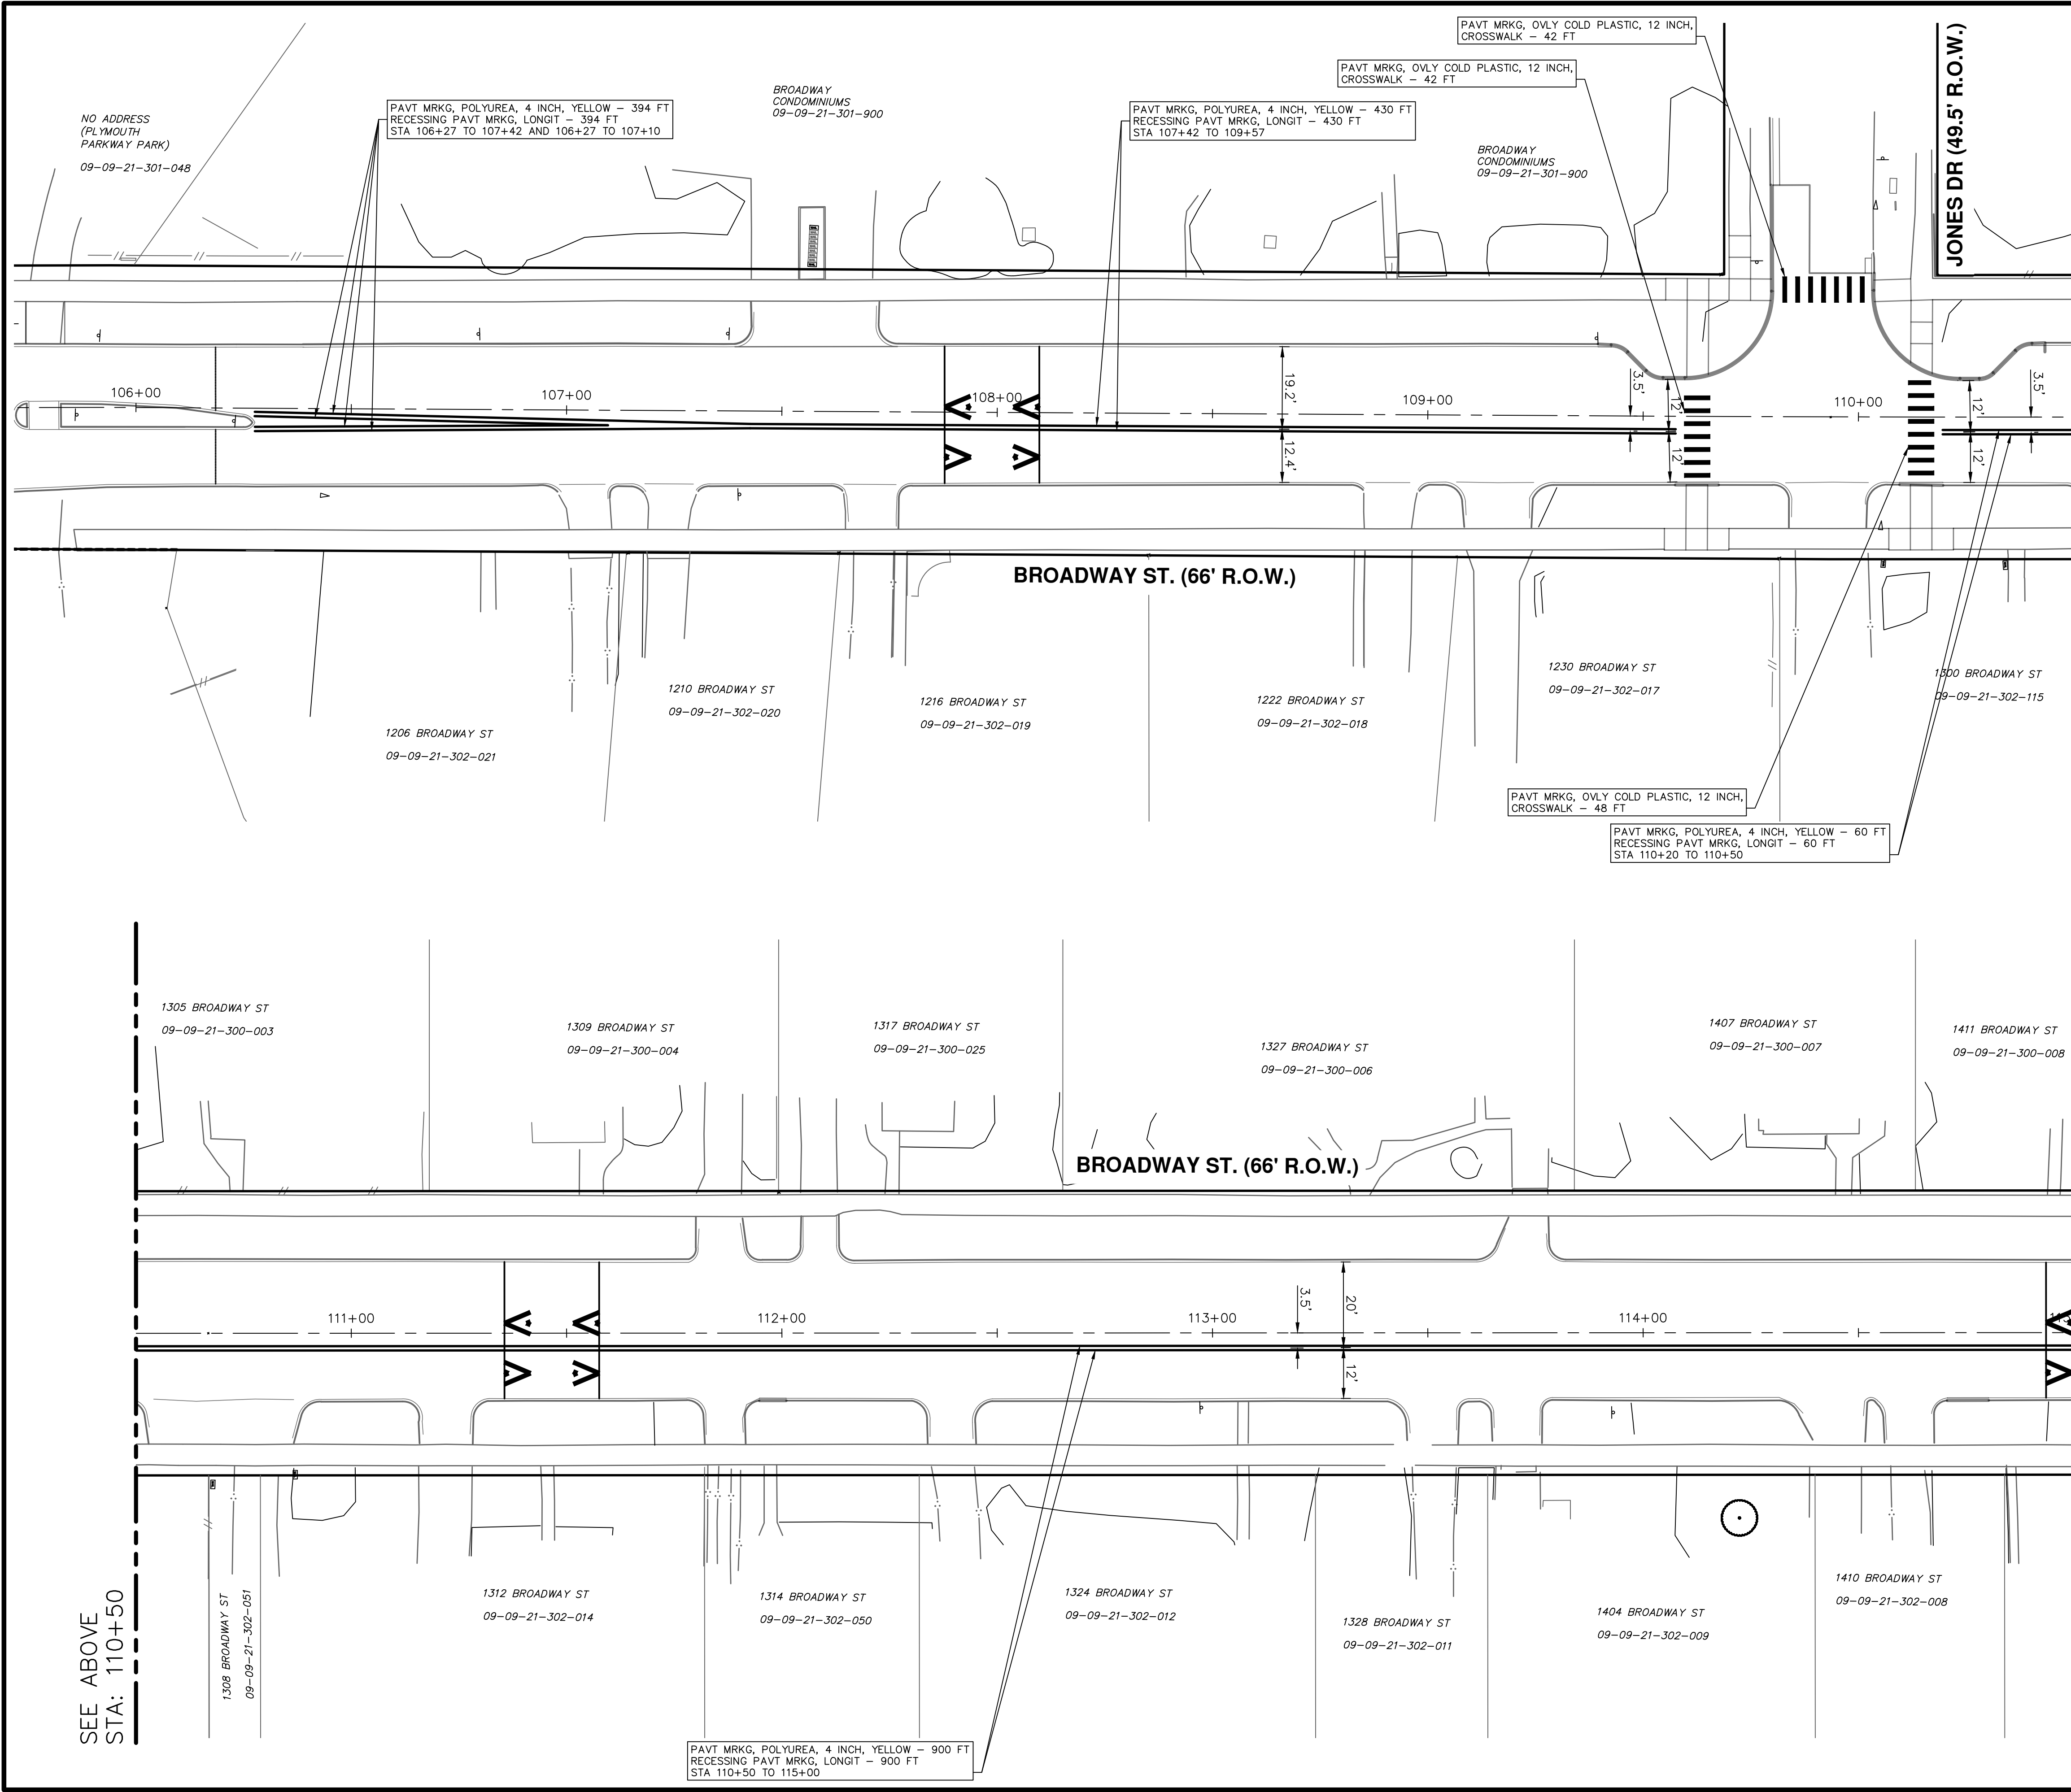 PAVT MRKG, OVLY COLD PLASTIC, 12 INCH,
CROSSWALK – 42 FT
PAVT MRKG, OVLY COLD PLASTIC, 12 INCH,
CROSSWALK – 42 FT
JONES DR (49.5' R.O.W.)
NO ADDRESS
(PLYMOUTH
PARKWAY PARK)
09-09-21-301-048
PAVT MRKG, POLYUREA, 4 INCH, YELLOW – 394 FT
RECESSING PAVT MRKG, LONGIT – 394 FT
STA 106+27 TO 107+42 AND 106+27 TO 107+10
BROADWAY
CONDOMINIUMS
09-09-21-301-900
PAVT MRKG, POLYUREA, 4 INCH, YELLOW – 430 FT
RECESSING PAVT MRKG, LONGIT – 430 FT
STA 107+42 TO 109+57
BROADWAY
CONDOMINIUMS
09-09-21-301-900
106+00
107+00
108+00
109+00
110+00
19.2'
12.4'
3.5'
12'
12'
12'
12'
3.5'
BROADWAY ST. (66' R.O.W.)
1206 BROADWAY ST
09-09-21-302-021
1210 BROADWAY ST
09-09-21-302-020
1216 BROADWAY ST
09-09-21-302-019
1222 BROADWAY ST
09-09-21-302-018
1230 BROADWAY ST
09-09-21-302-017
1300 BROADWAY ST
09-09-21-302-115
PAVT MRKG, OVLY COLD PLASTIC, 12 INCH,
CROSSWALK – 48 FT
PAVT MRKG, POLYUREA, 4 INCH, YELLOW – 60 FT
RECESSING PAVT MRKG, LONGIT – 60 FT
STA 110+20 TO 110+50
1305 BROADWAY ST
09-09-21-300-003
1309 BROADWAY ST
09-09-21-300-004
1317 BROADWAY ST
09-09-21-300-025
1327 BROADWAY ST
09-09-21-300-006
1407 BROADWAY ST
09-09-21-300-007
1411 BROADWAY ST
09-09-21-300-008
BROADWAY ST. (66' R.O.W.)
111+00
112+00
113+00
114+00
3.5'
20'
12'
SEE ABOVE
STA: 110+50
1308 BROADWAY ST
09-09-21-302-051
1312 BROADWAY ST
09-09-21-302-014
1314 BROADWAY ST
09-09-21-302-050
1324 BROADWAY ST
09-09-21-302-012
1328 BROADWAY ST
09-09-21-302-011
1404 BROADWAY ST
09-09-21-302-009
1410 BROADWAY ST
09-09-21-302-008
PAVT MRKG, POLYUREA, 4 INCH, YELLOW – 900 FT
RECESSING PAVT MRKG, LONGIT – 900 FT
STA 110+50 TO 115+00